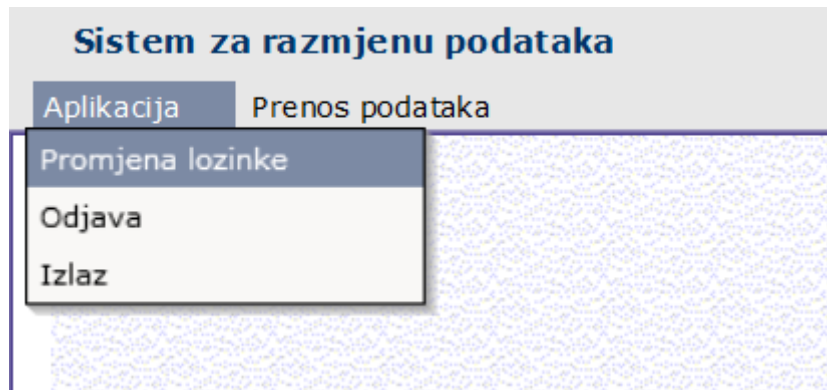 Sistem za razmjenu podataka
Aplikacija Prenos podataka
Promjena lozinke
Odjava
Izlaz